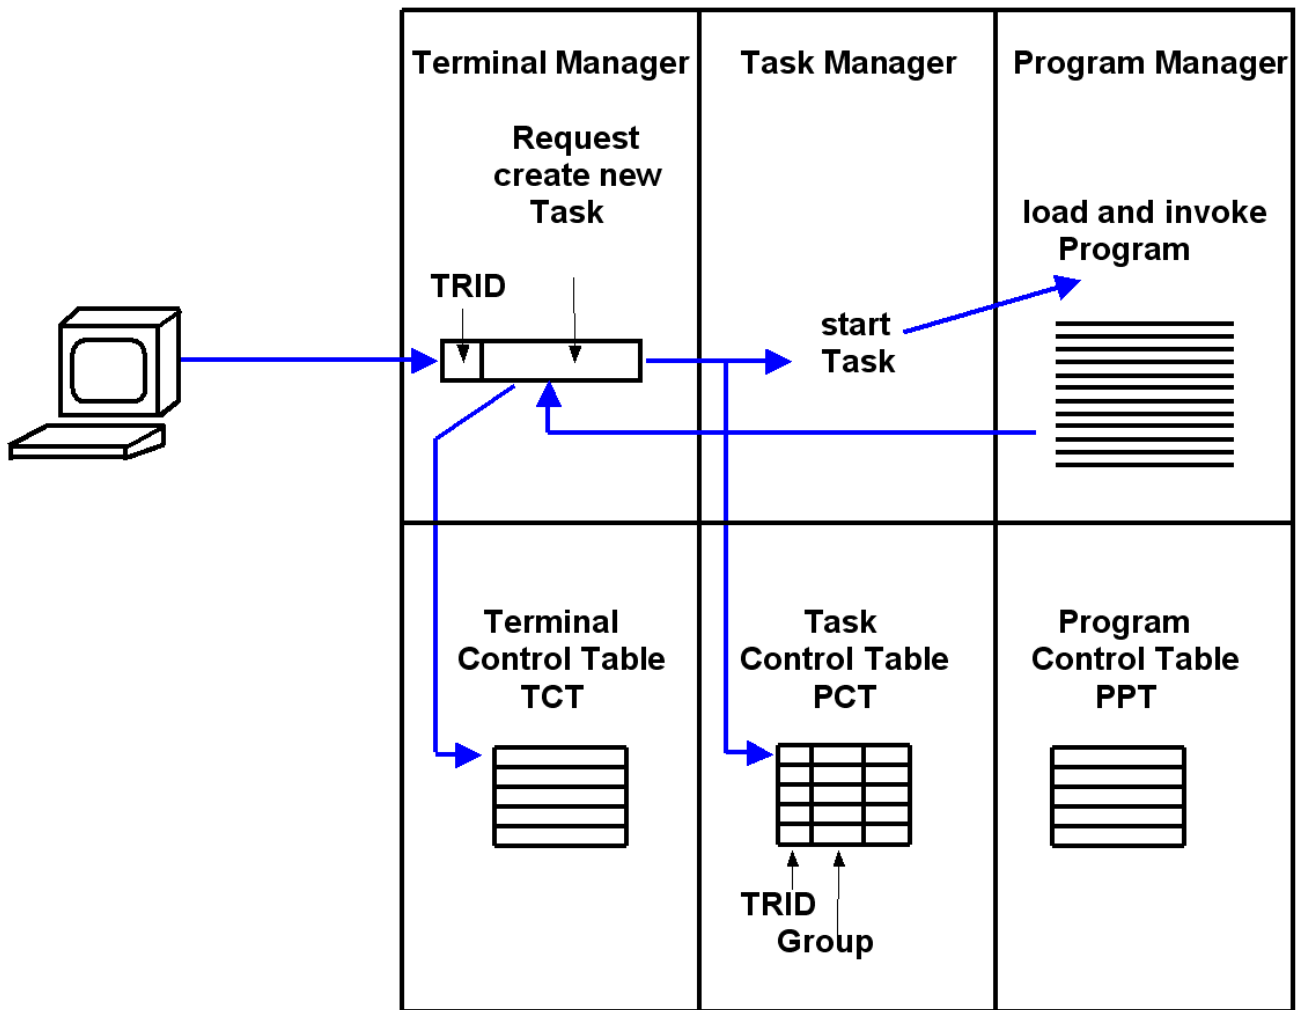 Terminal Manager
Task Manager
Program Manager
Request
create new
Task
TRID
load and invoke
Program
start
Task
Terminal
Control Table
TCT
Task
Control Table
PCT
Program
Control Table
PPT
TRID
Group